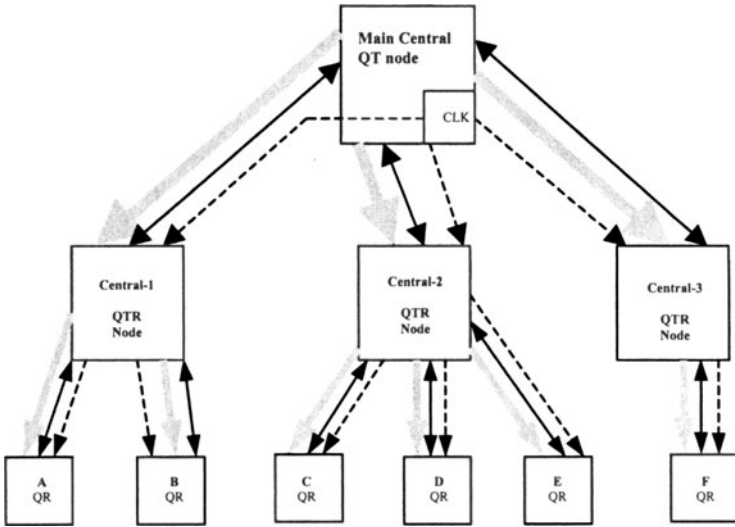 Main Central
QT node
CLK
Central-1
QTR
Node
Central-2
QTR
Node
Central-3
QTR
Node
A
QR
B
QR
C
QR
D
QR
E
QR
F
QR